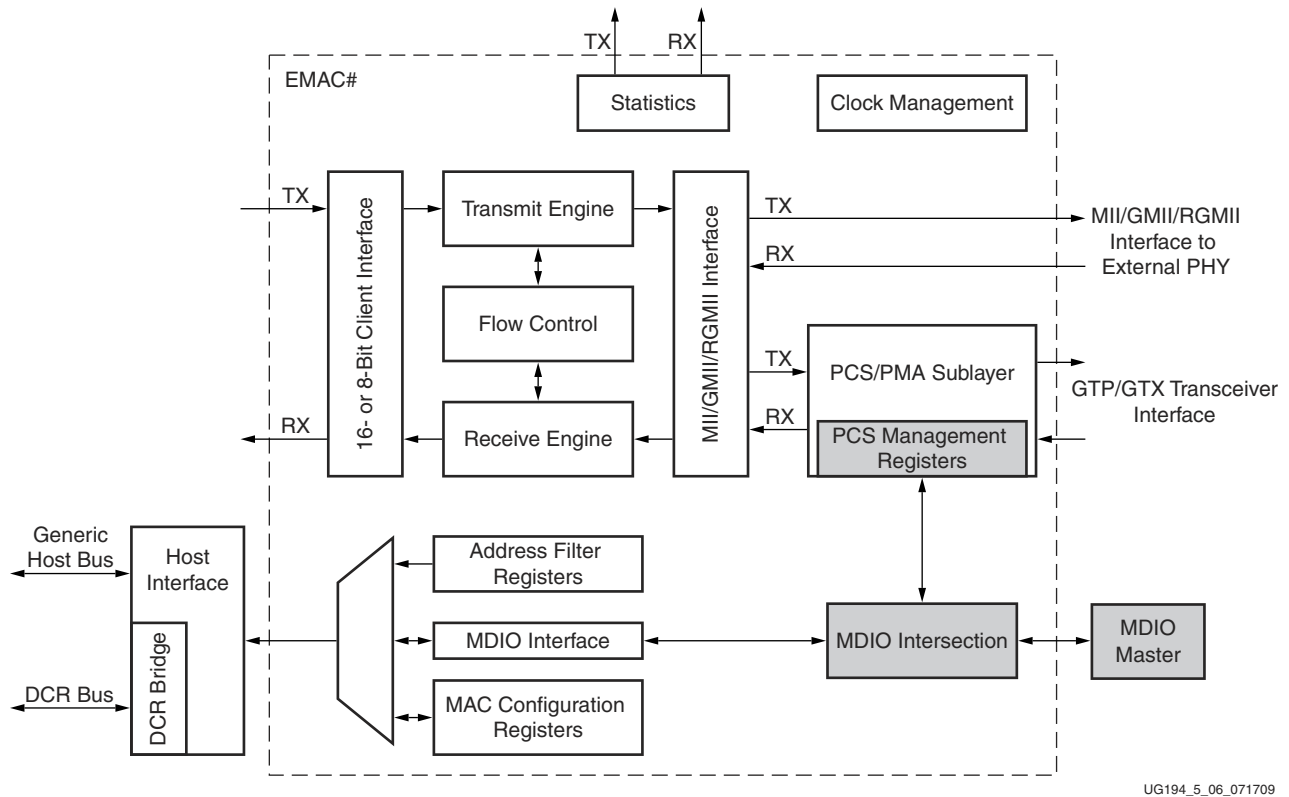 TX
RX
EMAC#
Statistics
Clock Management
TX
16- or 8-Bit Client Interface
Transmit Engine
MII/GMII/RGMII Interface
TX
MII/GMII/RGMII
Interface to
External PHY
RX
Flow Control
TX
PCS/PMA Sublayer
GTP/GTX Transceiver
Interface
RX
Receive Engine
RX
PCS Management
Registers
Generic
Host Bus
Host
Interface
Address Filter
Registers
MDIO Interface
MDIO Intersection
MDIO
Master
DCR Bus
DCR Bridge
MAC Configuration
Registers
UG194_5_06_071709